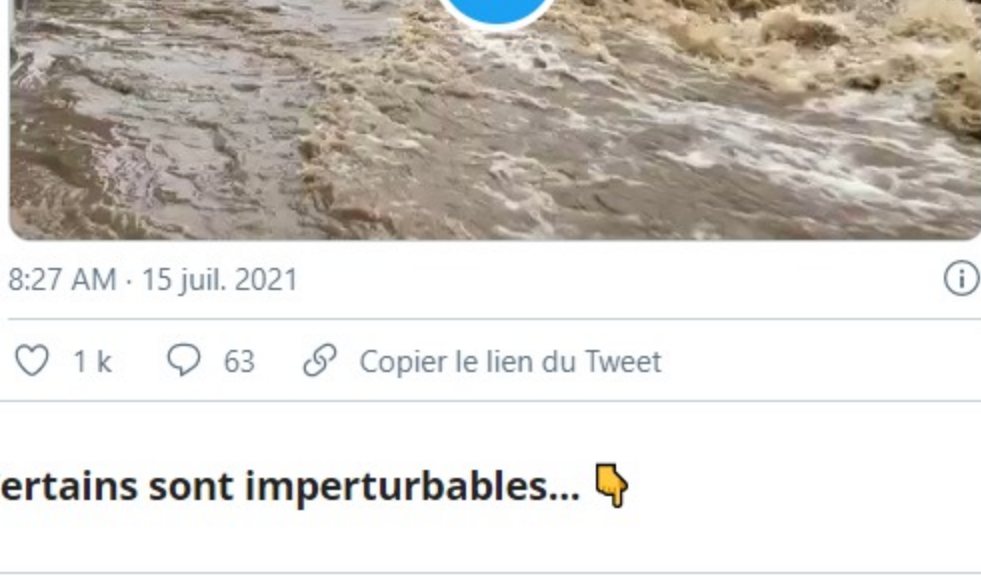 8:27 AM · 15 juil. 2021
1 k 63 Copier le lien du Tweet
ertains sont imperturbables... 👇